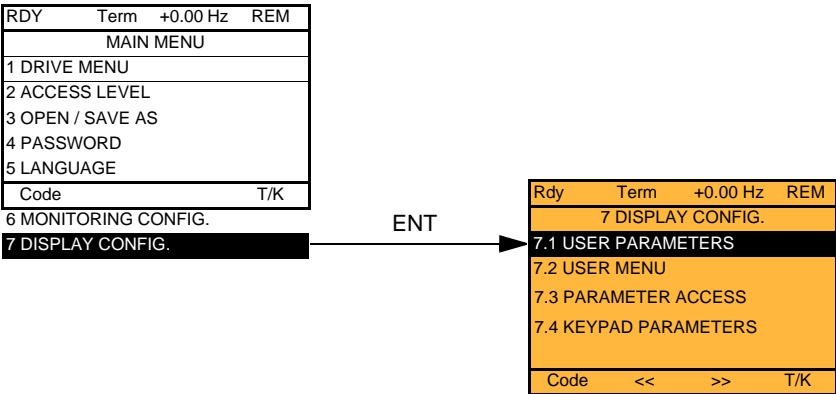 RDY Term +0.00 Hz REM
MAIN MENU
1 DRIVE MENU
2 ACCESS LEVEL
3 OPEN / SAVE AS
4 PASSWORD
5 LANGUAGE
Code T/K
6 MONITORING CONFIG.
7 DISPLAY CONFIG.
ENT
Rdy Term +0.00 Hz REM
7 DISPLAY CONFIG.
7.1 USER PARAMETERS
7.2 USER MENU
7.3 PARAMETER ACCESS
7.4 KEYPAD PARAMETERS
Code << >> T/K